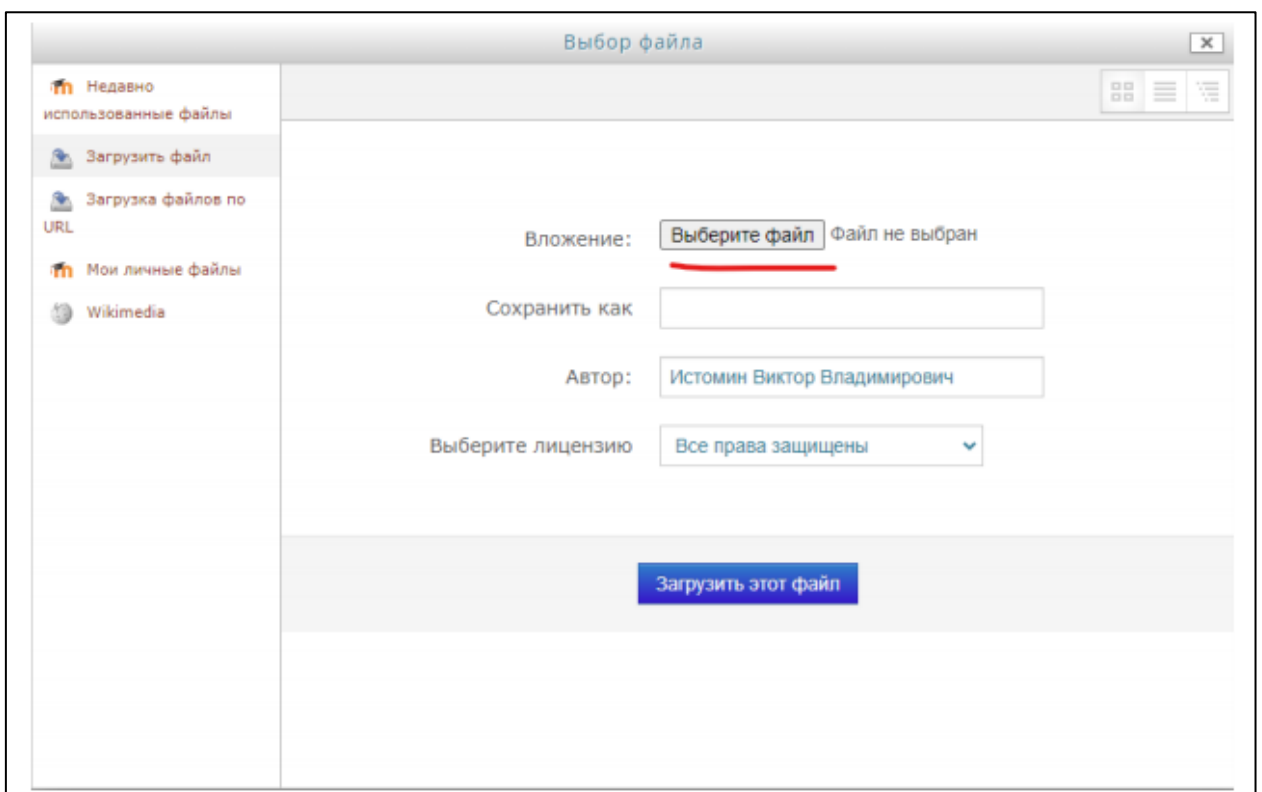 Выбор файла
Недавно
использованные файлы
Загрузить файл
Загрузка файлов по
URL
Мои личные файлы
Wikimedia
Вложение: Выберите файл Файл не выбран
Сохранить как
Автор: Истомин Виктор Владимирович
Выберите лицензию Все права защищены
Загрузить этот файл